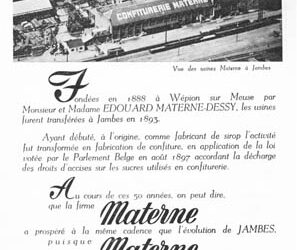 CONFITURERIE MATERNE
Vue des usines Materne à Jambes
Fondées en 1888 à Wépion sur Meuse par
Monsieur et Madame EDOUARD MATERNE-DESSY, les usines
furent transférées à Jambes en 1893.
Ayant débuté, à l'origine, comme fabricant de sirop l'activité
fut transformée en fabrication de confiture, en application de la loi
votée par le Parlement Belge en août 1897 accordant la décharge
des droits d'accises sur les sucres utilisés en confiturerie.
Au cours de ces 50 années, on peut dire,
que la firme Materne
a prospéré à la même cadence que l'évolution de JAMBES,
puisque Materne